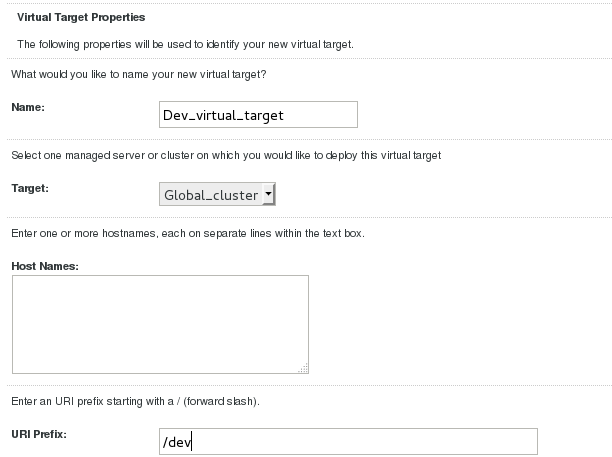 Virtual Target Properties
The following properties will be used to identify your new virtual target.
What would you like to name your new virtual target?
Name:
Dev_virtual_target
Select one managed server or cluster on which you would like to deploy this virtual target
Target:
Global_cluster
Enter one or more hostnames, each on separate lines within the text box.
Host Names:
Enter an URI prefix starting with a / (forward slash).
URI Prefix:
/dev